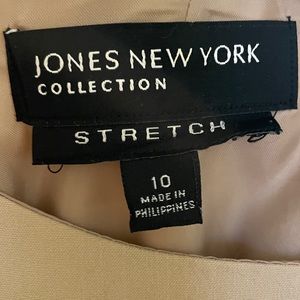 JONES NEW YORK
COLLECTION
STRETCH
10
MADE IN
PHILIPPINES